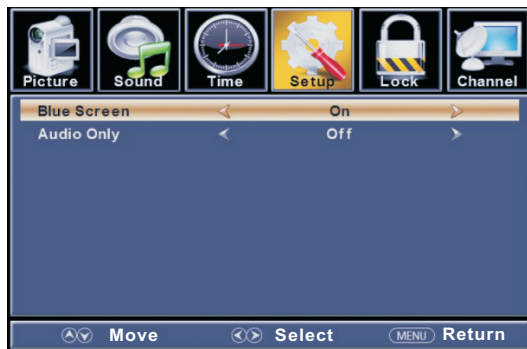 Picture Sound Time Setup Lock Channel
Blue Screen On
Audio Only Off
Move Select MENU Return